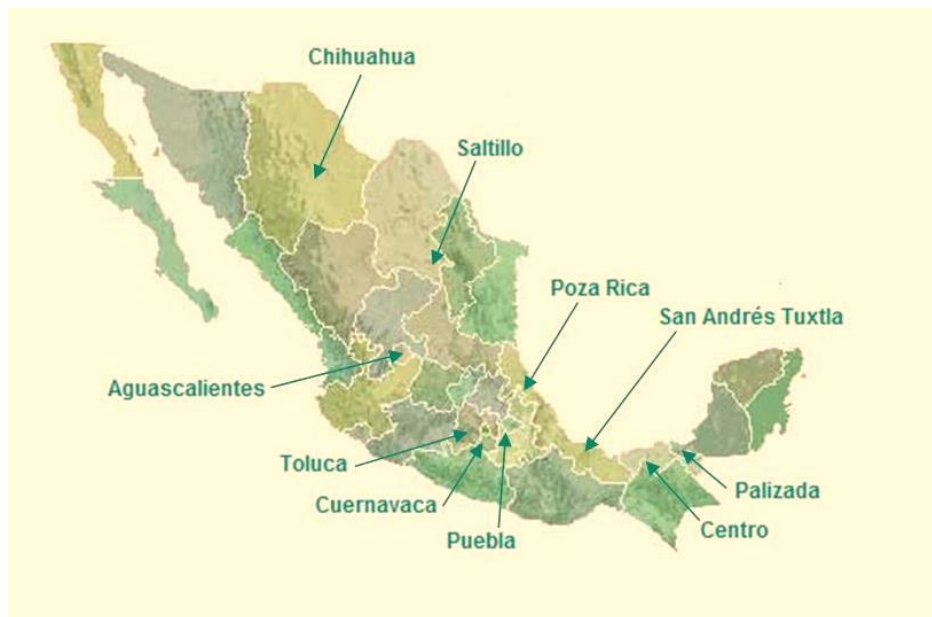 Chihuahua
Saltillo
Poza Rica
San Andrés Tuxtla
Aguascalientes
Toluca
Cuernavaca
Puebla
Palizada
Centro